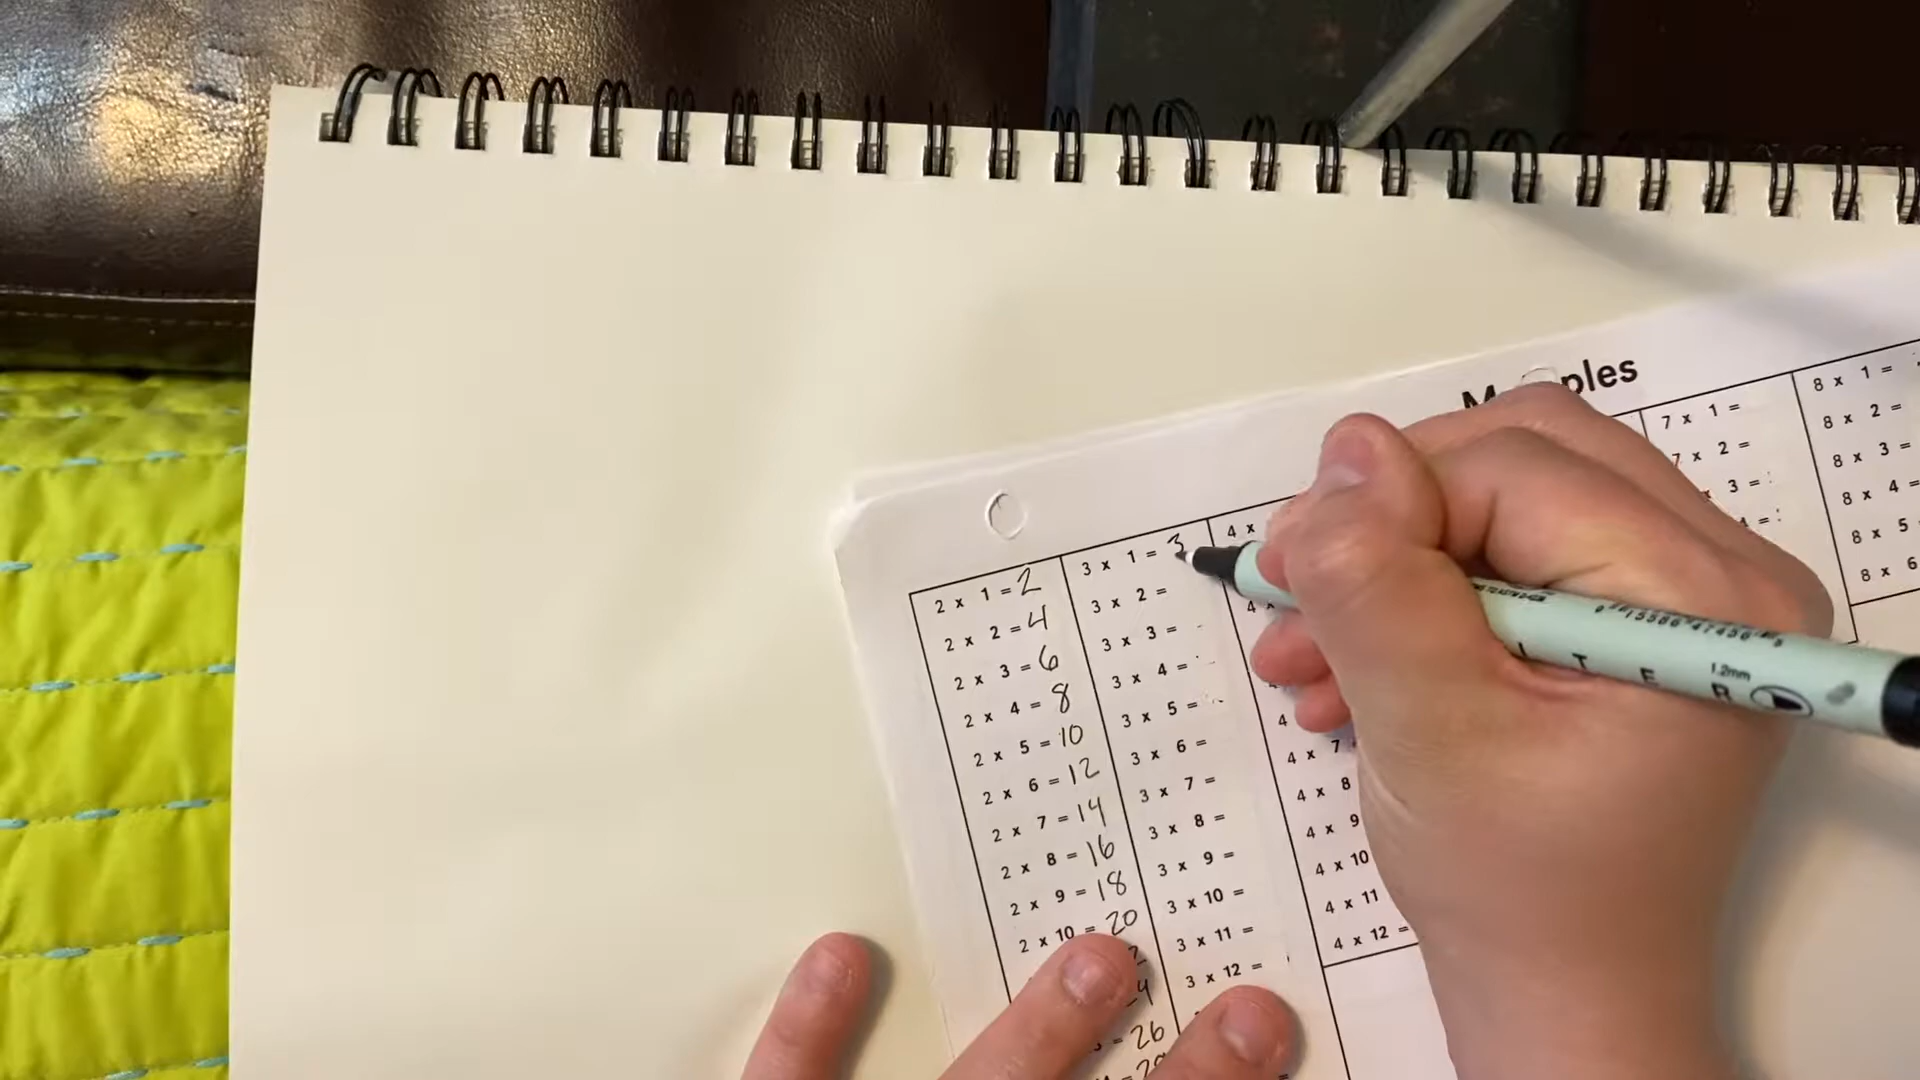 ples
2 x 1 = 2
2 x 2 = 4
2 x 3 = 6
2 x 4 = 8
2 x 5 = 10
2 x 6 = 12
2 x 7 = 14
2 x 8 = 16
2 x 9 = 18
2 x 10 = 20
= 26
3 x 1 = 3
3 x 2 =
3 x 3 =
3 x 4 =
3 x 5 =
3 x 6 =
3 x 7 =
3 x 8 =
3 x 9 =
3 x 10 =
3 x 11 =
3 x 12 =
4 x
4 x
4
4 x 7
4 x 8
4 x 9
4 x 10
4 x 11
4 x 12 =
7 x 1 =
7 x 2 =
x 3 =
8 x 1 =
8 x 2 =
8 x 3 =
8 x 4 =
8 x 5
8 x 6
1.2mm